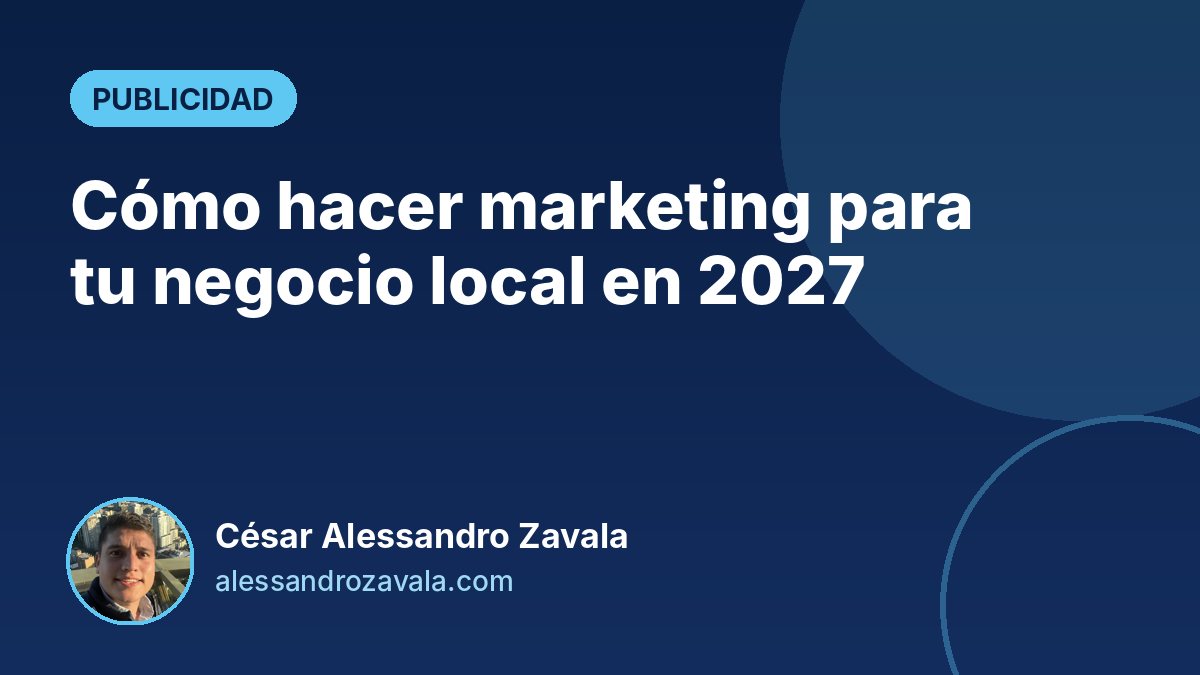 PUBLICIDAD
Cómo hacer marketing para
tu negocio local en 2027
César Alessandro Zavala
alessandrozavala.com